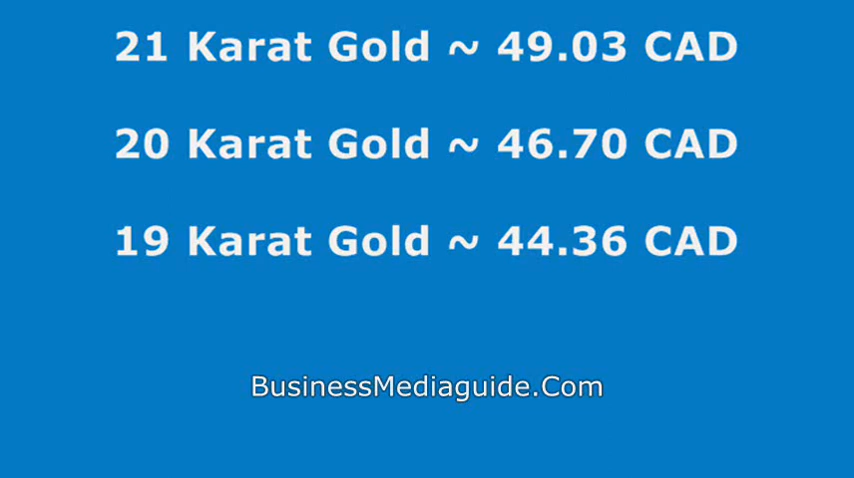 21 Karat Gold ~ 49.03 CAD
20 Karat Gold ~ 46.70 CAD
19 Karat Gold ~ 44.36 CAD
BusinessMediaguide.Com